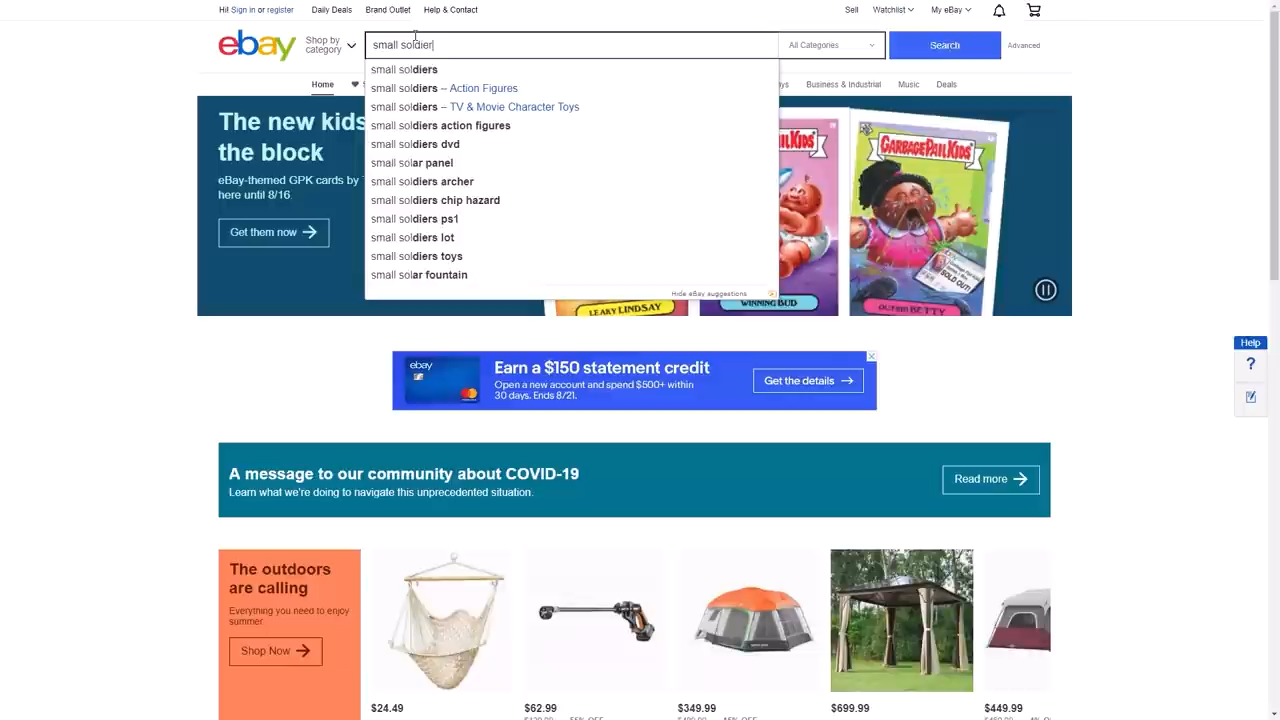 Hi! Sign in or register
Daily Deals
Brand Outlet
Help & Contact
Sell
Watchlist
My eBay
ebay
Shop by
category
small soldier
All Categories
Search
Advanced
small soldiers
small soldiers – Action Figures
small soldiers – TV & Movie Character Toys
small soldiers action figures
small soldiers dvd
small solar panel
small soldiers archer
small soldiers chip hazard
small soldiers ps1
small soldiers lot
small soldiers toys
small solar fountain
Hide eBay suggestions
Home
Business & Industrial
Music
Deals
The new kids
the block
eBay-themed GPK cards by
here until 8/16.
Get them now
GARBAGE PAIL KIDS
SOLD OUT!
LEAKY LINDSAY
WINNING BUD
Help
?
ebay
Earn a $150 statement credit
Open a new account and spend $500+ within
30 days. Ends 8/21.
Get the details
A message to our community about COVID-19
Learn what we're doing to navigate this unprecedented situation.
Read more
The outdoors
are calling
Everything you need to enjoy
summer.
Shop Now
$24.49
$62.99
$349.99
$699.99
$449.99